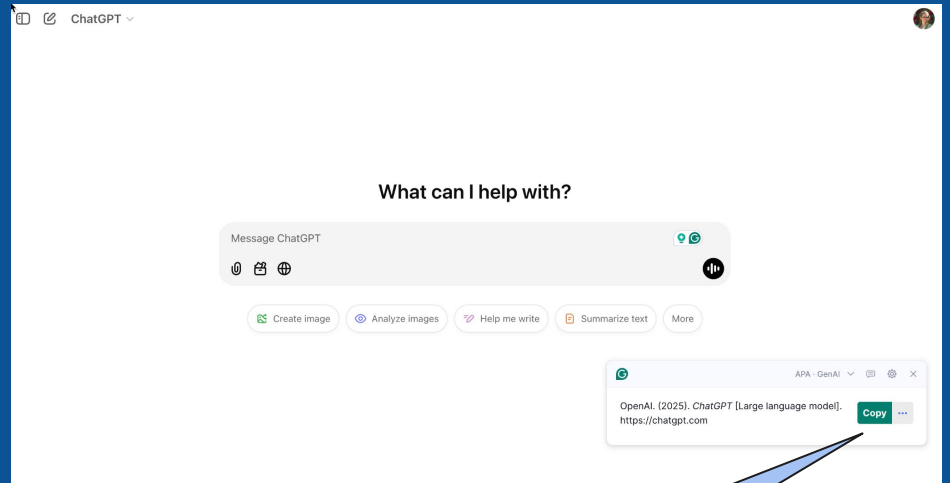 ChatGPT
What can I help with?
Message ChatGPT
Create image
Analyze images
Help me write
Summarize text
More
APA · GenAI
OpenAI. (2025). ChatGPT [Large language model].
https://chatgpt.com
Copy